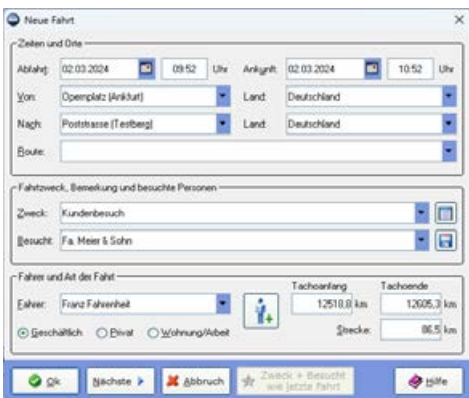 Neue Fahrt
Zeiten und Orte
Abfahrt: 02.03.2024 09:52 Uhr Ankunft: 02.03.2024 10:52 Uhr
Von: Opernplatz (Ankfurt) Land: Deutschland
Nach: Poststrasse (Testberg) Land: Deutschland
Route:
Fahrtzweck, Bemerkung und besuchte Personen
Zweck: Kundenbesuch
Besucht: Fa. Meier & Sohn
Fahrer und Art der Fahrt
Tachoanfang Tachoende
Fahrer: Franz Fahrenheit 12518,8 km 12605,3 km
Geschäftlich Privat Wohnung/Arbeit Strecke: 86,5 km
Ok Nächste Abbruch Zweck + Besucht Hilfe
wie letzte Fahrt